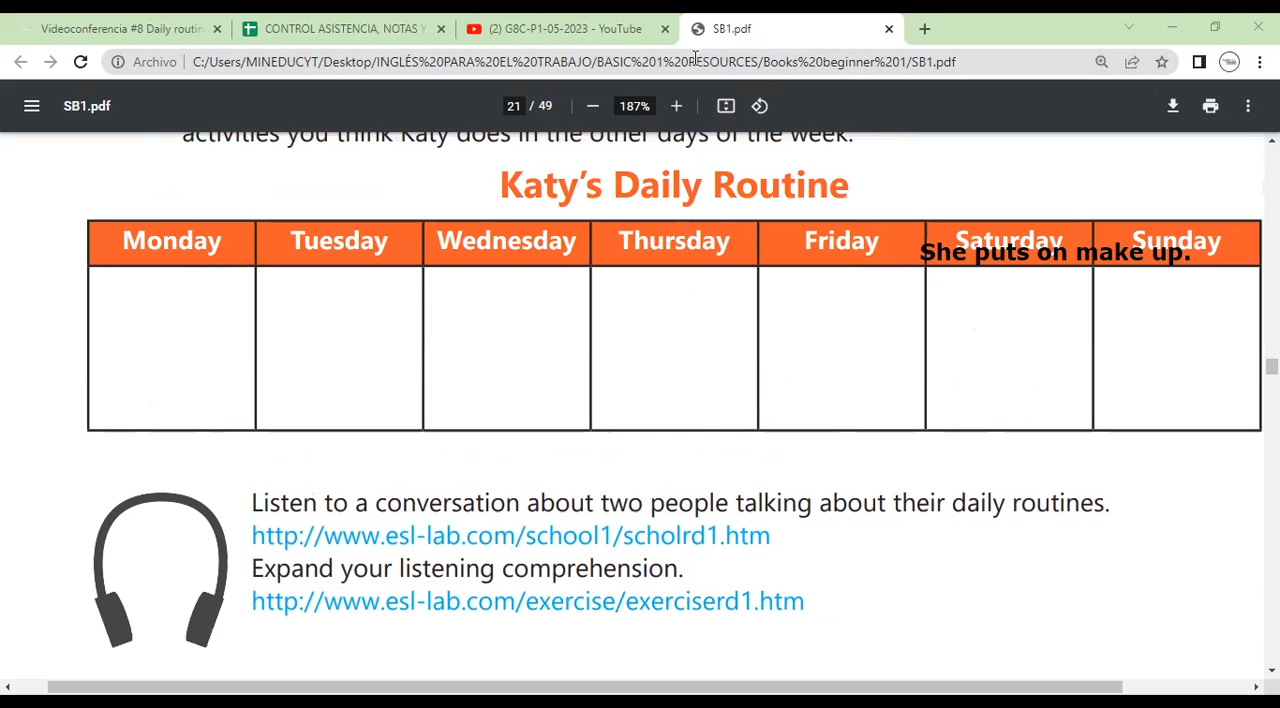 Videoconferencia #8 Daily routin
CONTROL ASISTENCIA, NOTAS Y
(2) G8C-P1-05-2023 - YouTube
SB1.pdf
Archivo
C:/Users/MINEDUCYT/Desktop/INGLÉS%20PARA%20EL%20TRABAJO/BASIC%201%20RESOURCES/Books%20beginner%201/SB1.pdf
SB1.pdf
21 / 49
187%
activities you think Katy does in the other days of the week.
Katy's Daily Routine
Monday Tuesday Wednesday Thursday Friday Saturday Sunday
She puts on make up.
Listen to a conversation about two people talking about their daily routines.
http://www.esl-lab.com/school1/scholrd1.htm
Expand your listening comprehension.
http://www.esl-lab.com/exercise/exerciserd1.htm